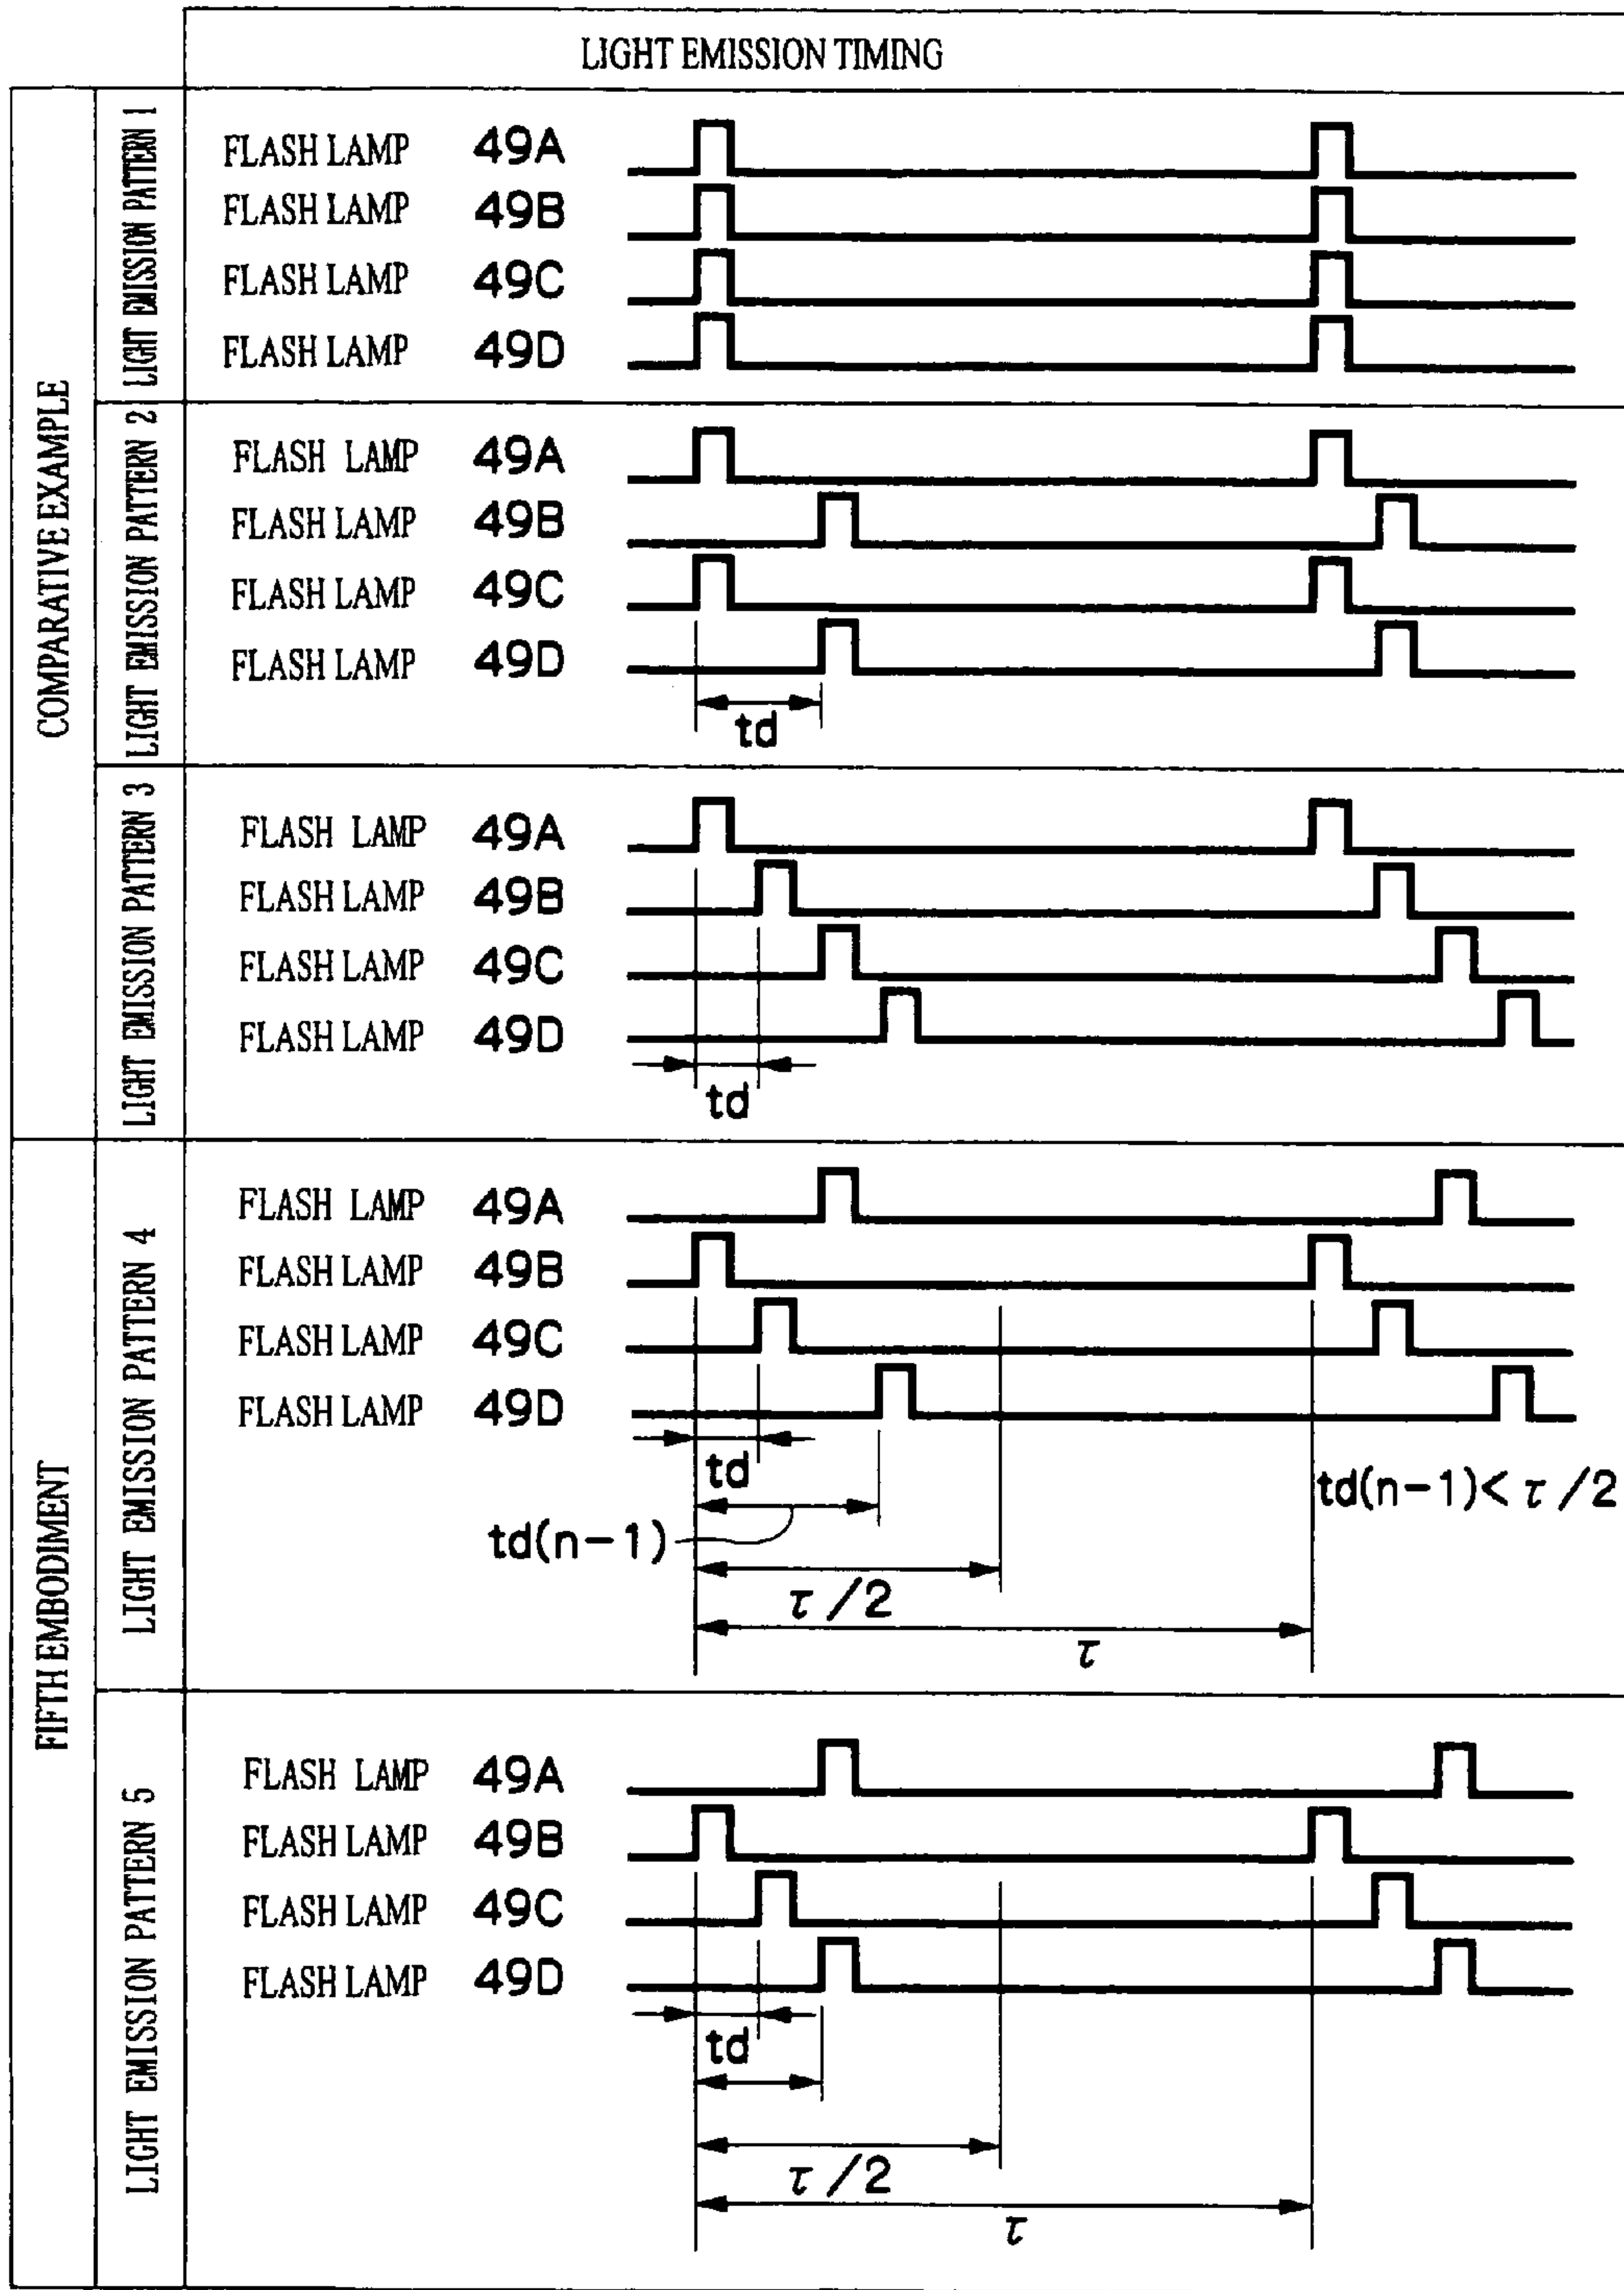 LIGHT EMISSION TIMING
COMPARATIVE EXAMPLE
LIGHT EMISSION PATTERN 1
FLASH LAMP 49A
FLASH LAMP 49B
FLASH LAMP 49C
FLASH LAMP 49D
LIGHT EMISSION PATTERN 2
FLASH LAMP 49A
FLASH LAMP 49B
FLASH LAMP 49C
FLASH LAMP 49D
td
LIGHT EMISSION PATTERN 3
FLASH LAMP 49A
FLASH LAMP 49B
FLASH LAMP 49C
FLASH LAMP 49D
td
FIFTH EMBODIMENT
LIGHT EMISSION PATTERN 4
FLASH LAMP 49A
FLASH LAMP 49B
FLASH LAMP 49C
FLASH LAMP 49D
td
td(n-1)< τ/2
td(n-1)
τ/2
τ
LIGHT EMISSION PATTERN 5
FLASH LAMP 49A
FLASH LAMP 49B
FLASH LAMP 49C
FLASH LAMP 49D
td
τ/2
τ